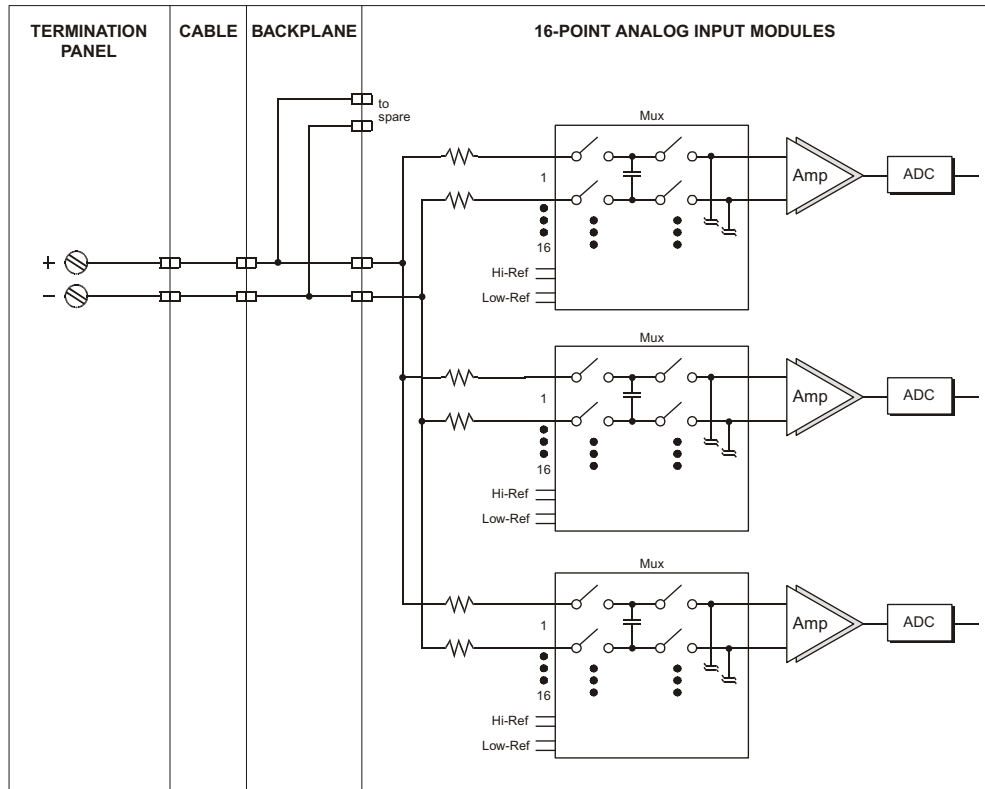 TERMINATION
PANEL
CABLE
BACKPLANE
16-POINT ANALOG INPUT MODULES
to
spare
Mux
1
16
Hi-Ref
Low-Ref
Amp
ADC
+
−
Mux
1
16
Hi-Ref
Low-Ref
Amp
ADC
Mux
1
16
Hi-Ref
Low-Ref
Amp
ADC